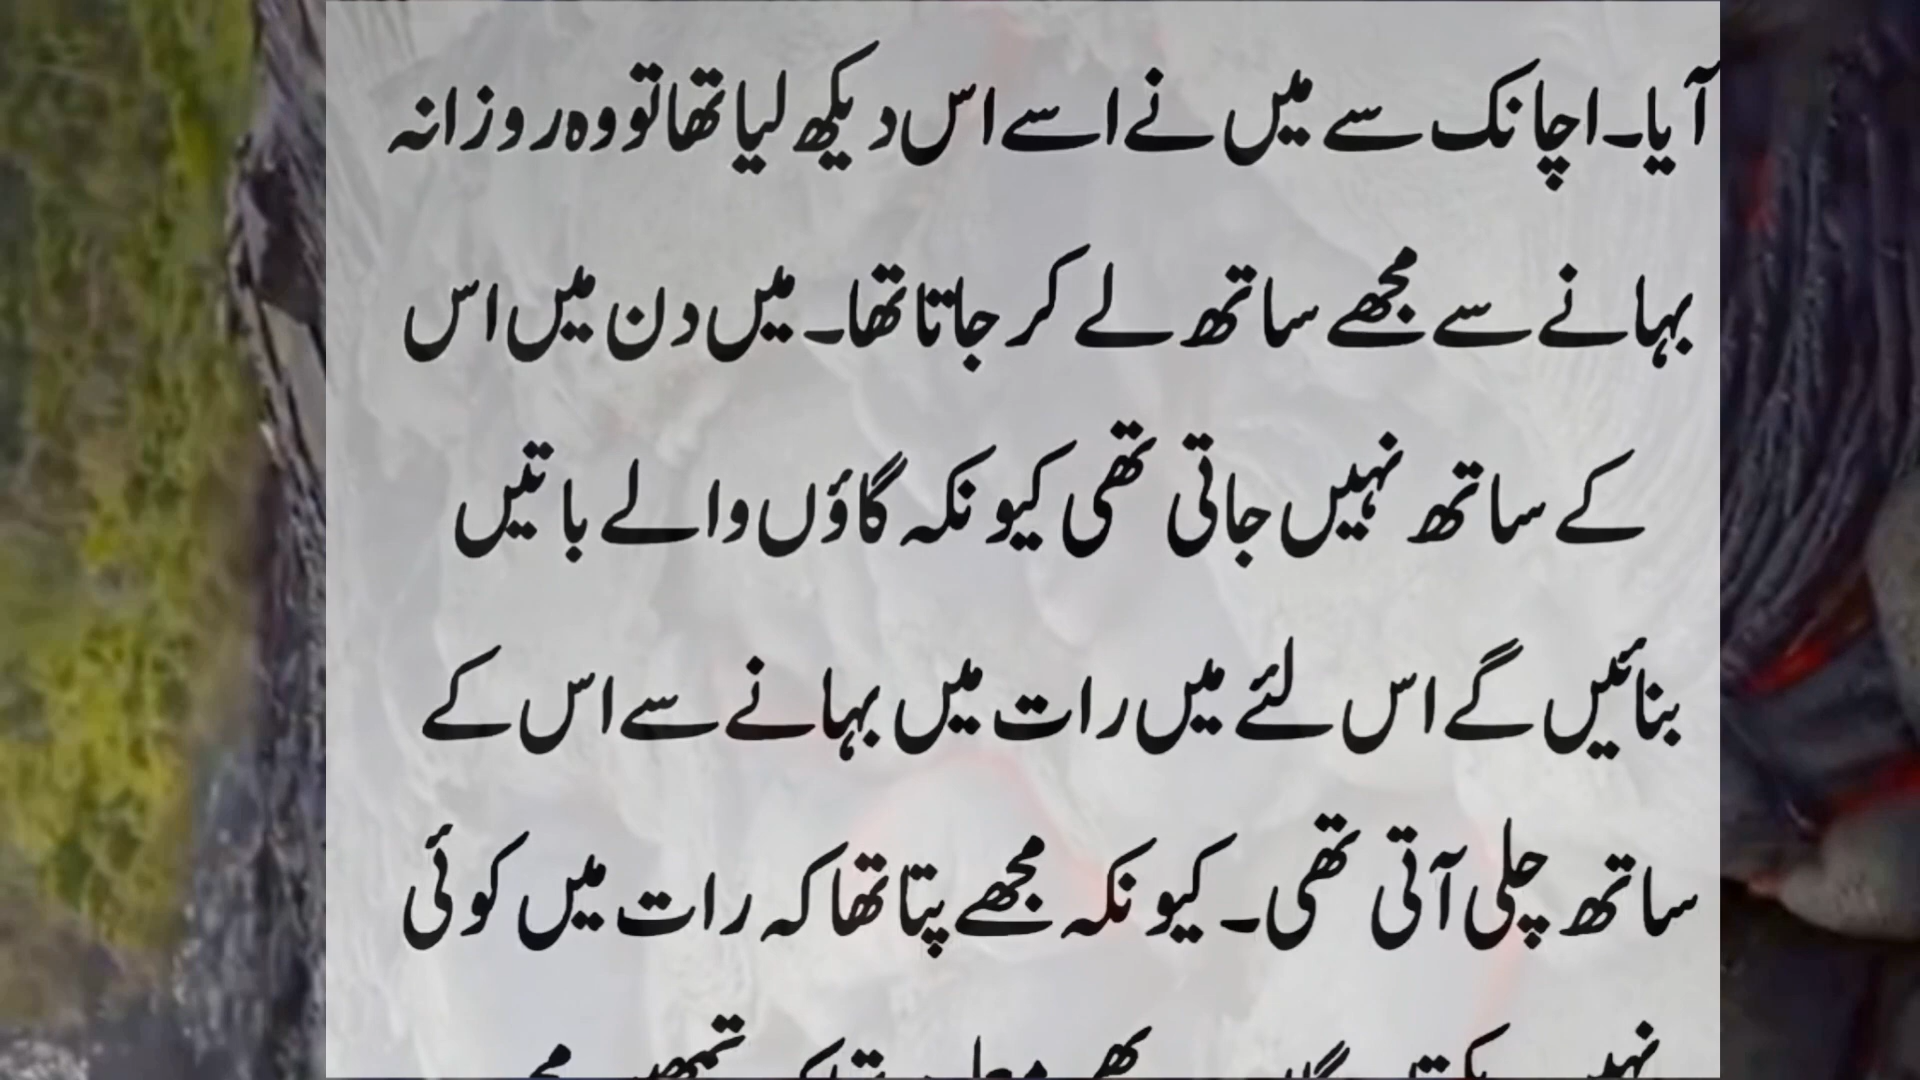 آیا۔ اچانک سے میں نے اسے اس دیکھ لیا تھا تو وہ روزانہ
بہانے سے مجھے ساتھ لے کر جاتا تھا۔ میں دن میں اس
کے ساتھ نہیں جاتی تھی کیونکہ گاؤں والے باتیں
بنائیں گے اس لئے میں رات میں بہانے سے اس کے
ساتھ چلی آتی تھی۔ کیونکہ مجھے پتا تھا کہ رات میں کوئی
نہیں